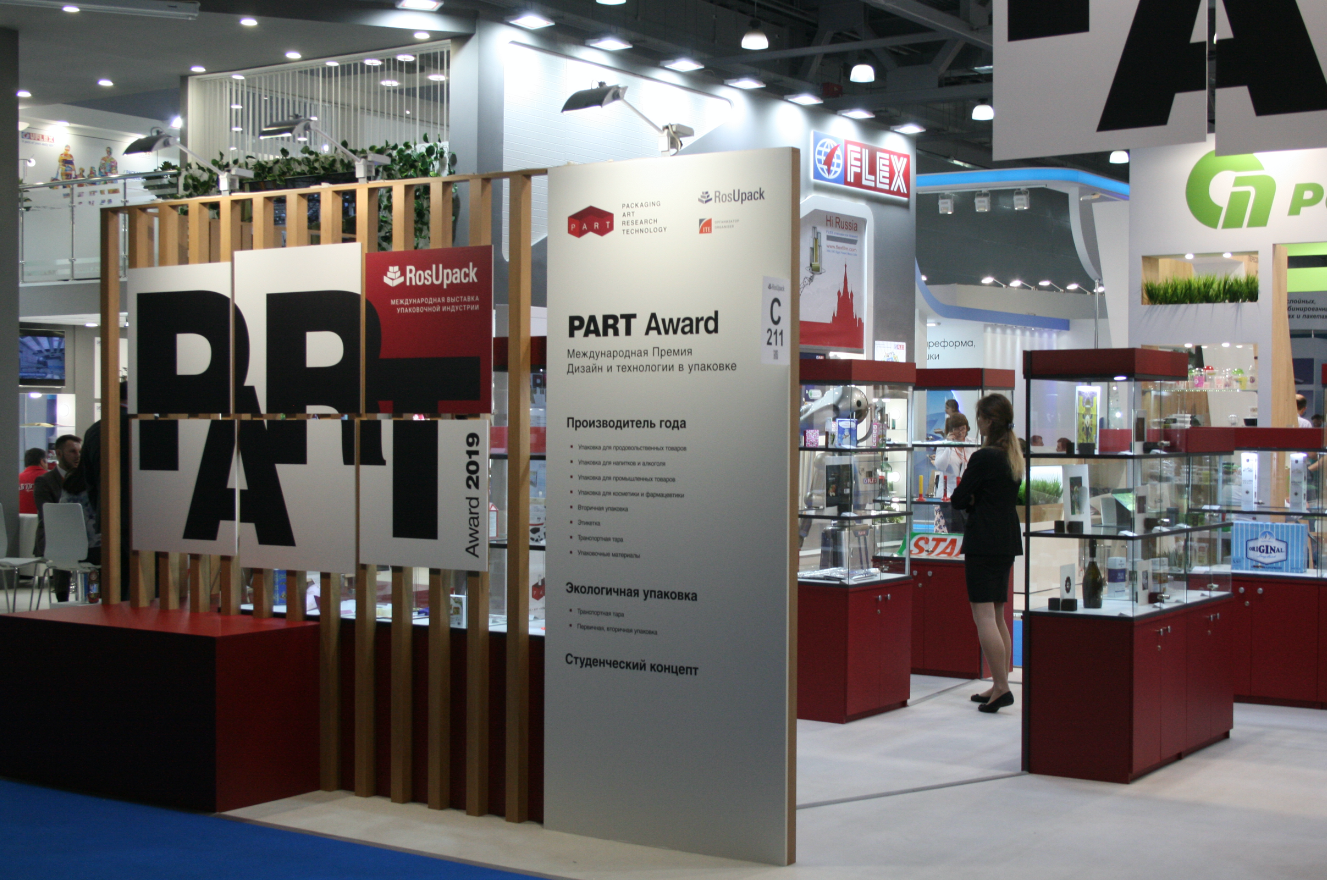 RosUpack
МЕЖДУНАРОДНАЯ ВЫСТАВКА
УПАКОВОЧНОЙ ИНДУСТРИИ
PART
Award 2019
PART
PACKAGING
ART
RESEARCH
TECHNOLOGY
RosUpack
RosUpack
C
211
PART Award
Международная Премия
Дизайн и технологии в упаковке
Производитель года
Упаковка для продовольственных товаров
Упаковка для напитков и алкоголя
Упаковка для промышленных товаров
Упаковка для косметики и фармацевтики
Вторичная упаковка
Этикетка
Транспортная тара
Упаковочные материалы
Экологичная упаковка
Транспортная тара
Первичная, вторичная упаковка
Студенческий концепт
FLEX
Hi Russia
STA
ORIGINAL